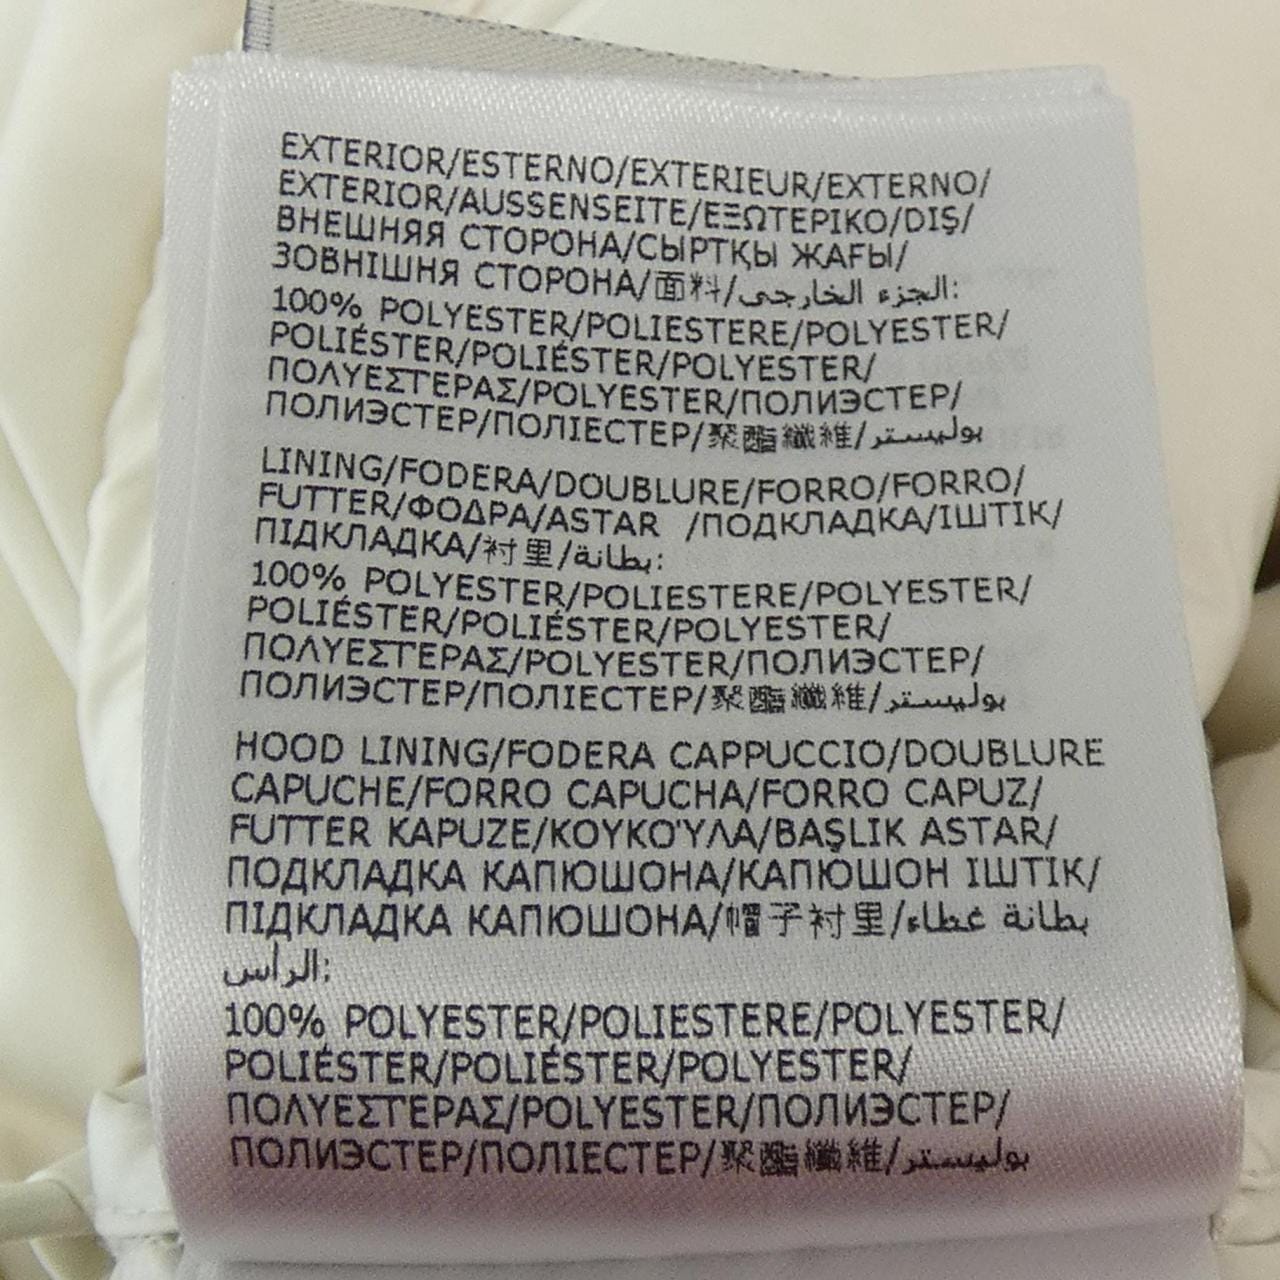 EXTERIOR/ESTERNO/EXTERIEUR/EXTERNO/
EXTERIOR/AUSSENSEITE/ΕΞΩΤΕΡΙΚΟ/DIŞ/
ВНЕШНЯЯ СТОРОНА/СЫРТҚЫ ЖАҒЫ/
ЗОВНІШНЯ СТОРОНА/面料/الجزء الخارجي:
100% POLYESTER/POLIESTERE/POLYESTER/
POLIÉSTER/POLIÉSTER/POLYESTER/
ΠΟΛΥΕΣΤΕΡΑΣ/POLYESTER/ПОЛИЭСТЕР/
ПОЛИЭСТЕР/ПОЛІЕСТЕР/聚酯纖維/بوليستر
LINING/FODERA/DOUBLURE/FORRO/FORRO/
FUTTER/ΦΟΔΡΑ/ASTAR /ПОДКЛАДКА/ІШТІК/
ПІДКЛАДКА/衬里/بطانة:
100% POLYESTER/POLIESTERE/POLYESTER/
POLIÉSTER/POLIÉSTER/POLYESTER/
ΠΟΛΥΕΣΤΕΡΑΣ/POLYESTER/ПОЛИЭСТЕР/
ПОЛИЭСТЕР/ПОЛІЕСТЕР/聚酯纖維/بوليستر
HOOD LINING/FODERA CAPPUCCIO/DOUBLURE
CAPUCHE/FORRO CAPUCHA/FORRO CAPUZ/
FUTTER KAPUZE/ΚΟΥΚΟΎΛΑ/BAŞLIK ASTAR/
ПОДКЛАДКА КАПЮШОНА/КАПЮШОН ІШТІК/
ПІДКЛАДКА КАПЮШОНА/帽子衬里/بطانة غطاء
الرأس:
100% POLYESTER/POLIESTERE/POLYESTER/
POLIÉSTER/POLIÉSTER/POLYESTER/
ΠΟΛΥΕΣΤΕΡΑΣ/POLYESTER/ПОЛИЭСТЕР/
ПОЛИЭСТЕР/ПОЛІЕСТЕР/聚酯纖維/بوليستر